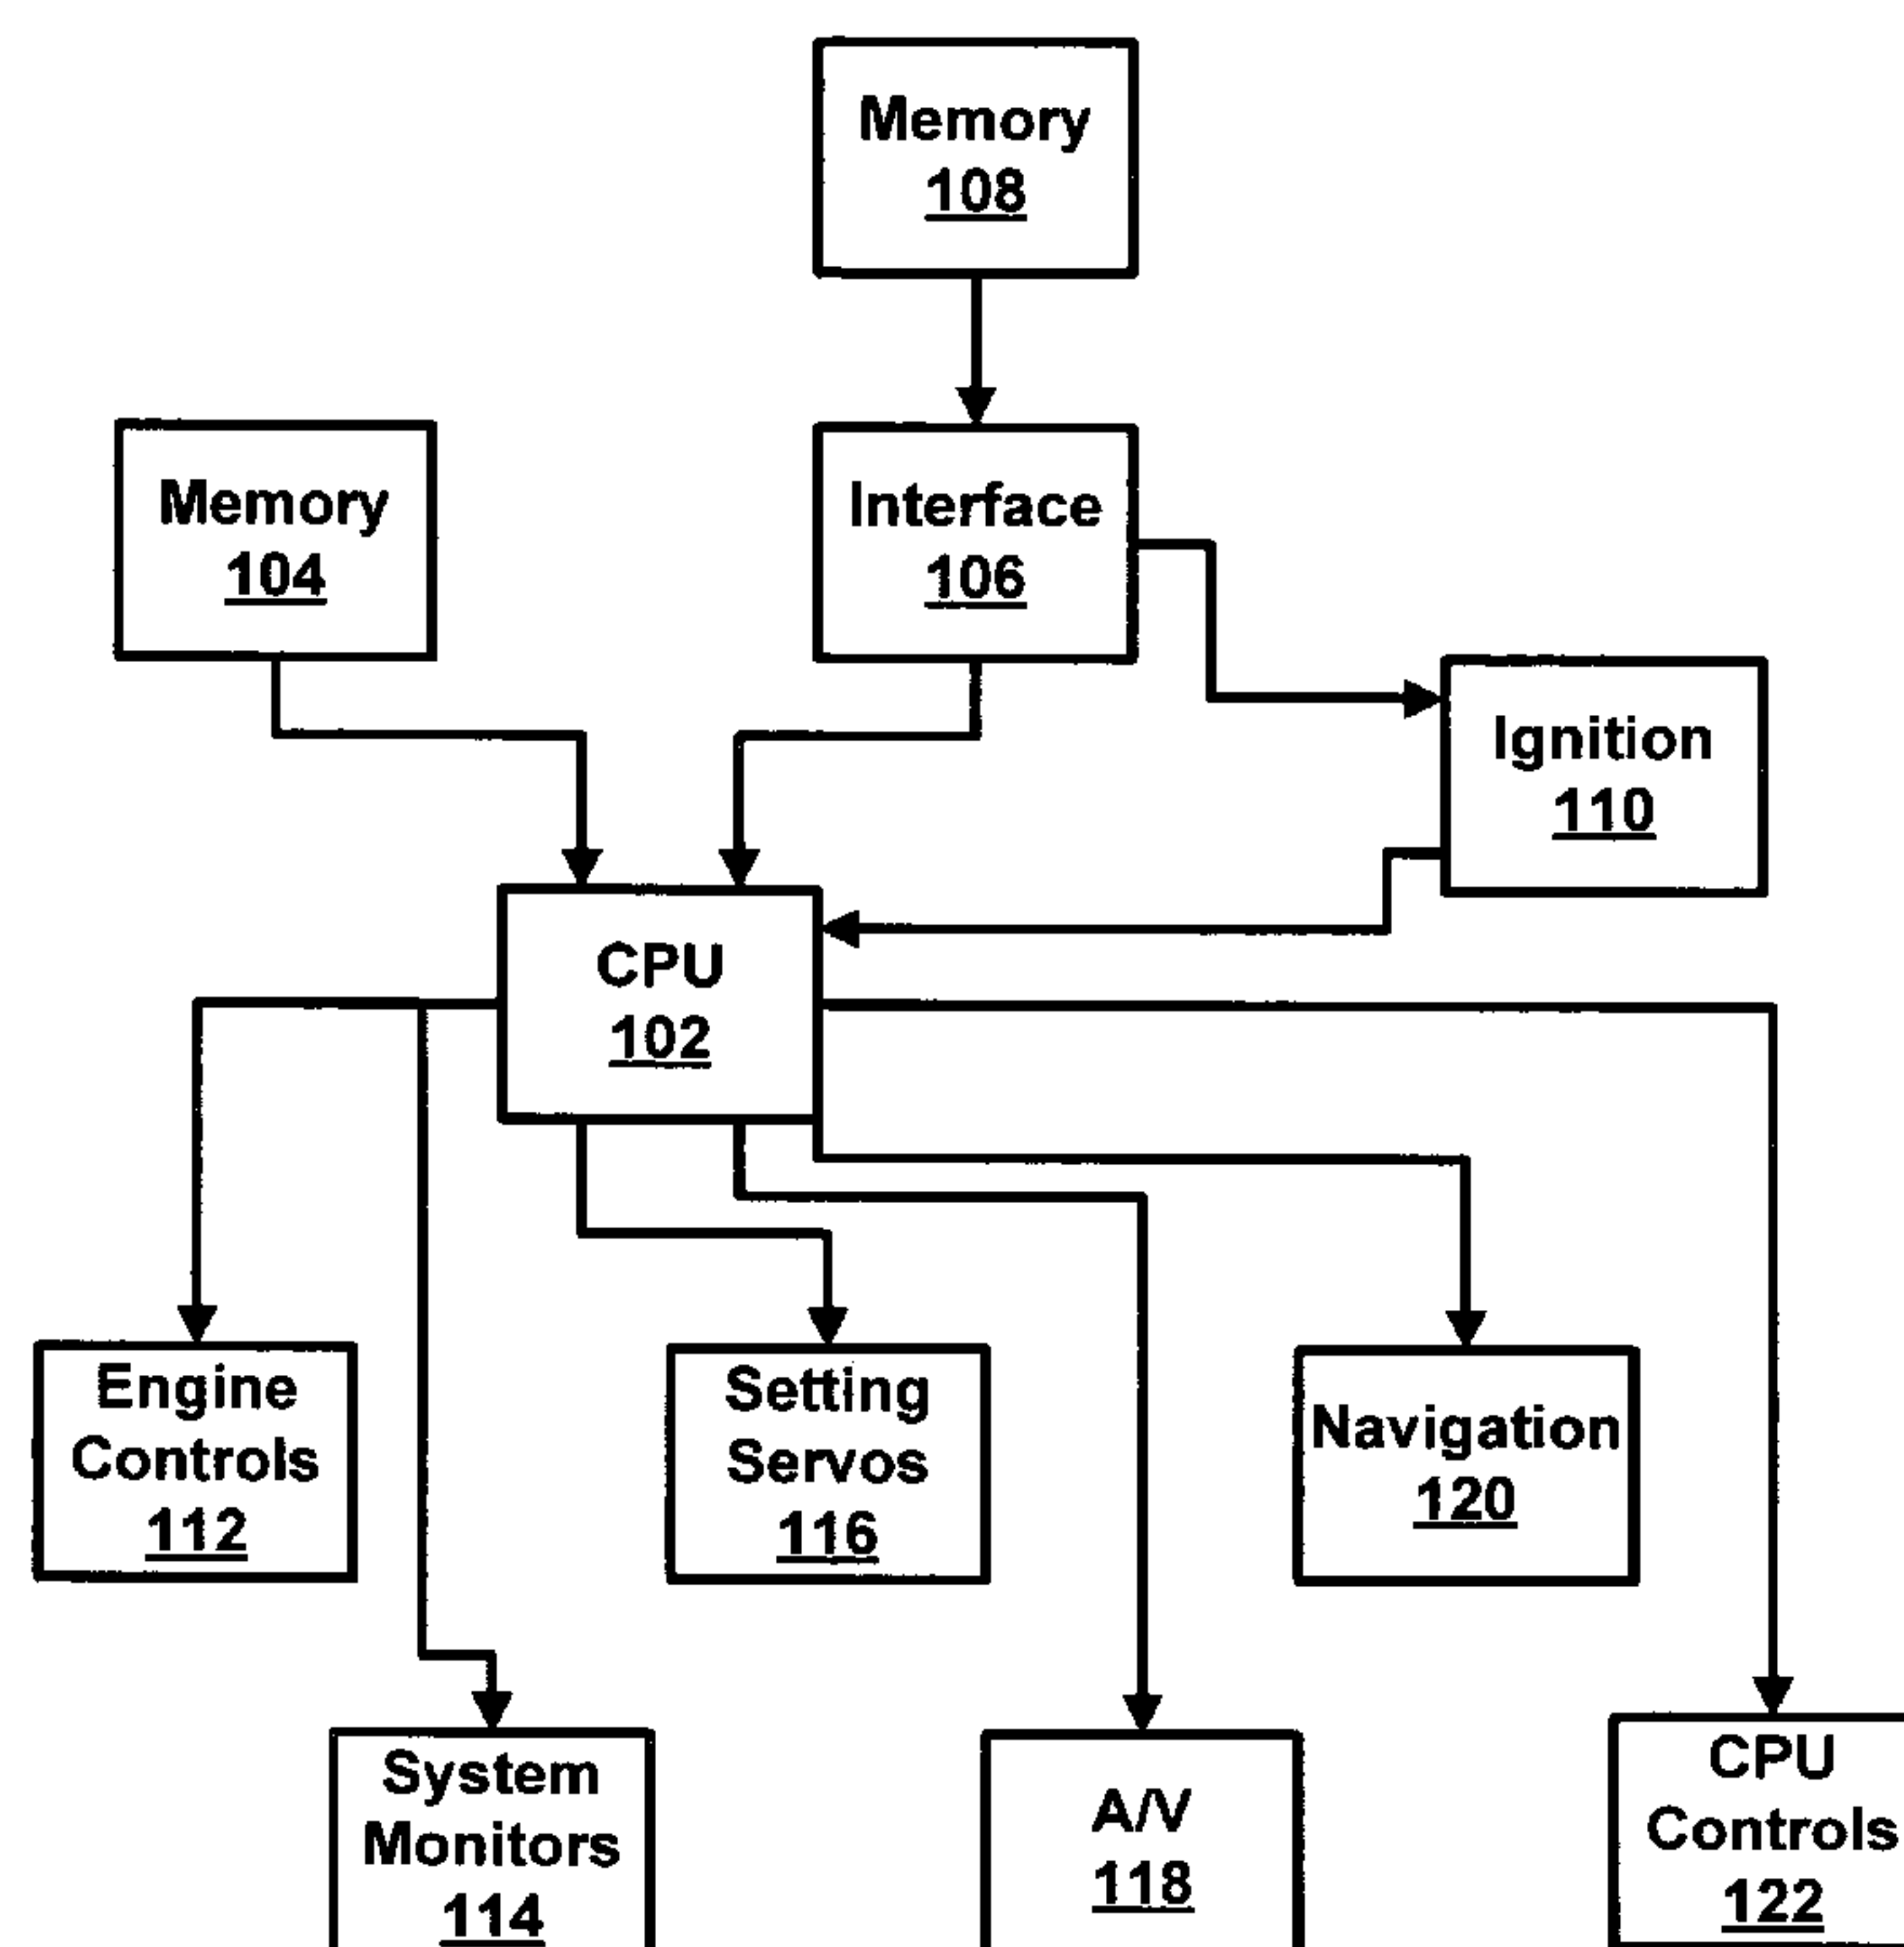 Memory
108
Memory
104
Interface
106
Ignition
110
CPU
102
Engine
Controls
112
Setting
Servos
116
Navigation
120
System
Monitors
114
A/V
118
CPU
Controls
122